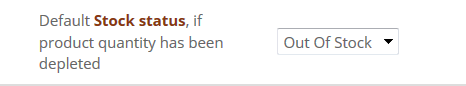 Default Stock status, if
product quantity has been
depleted
Out Of Stock